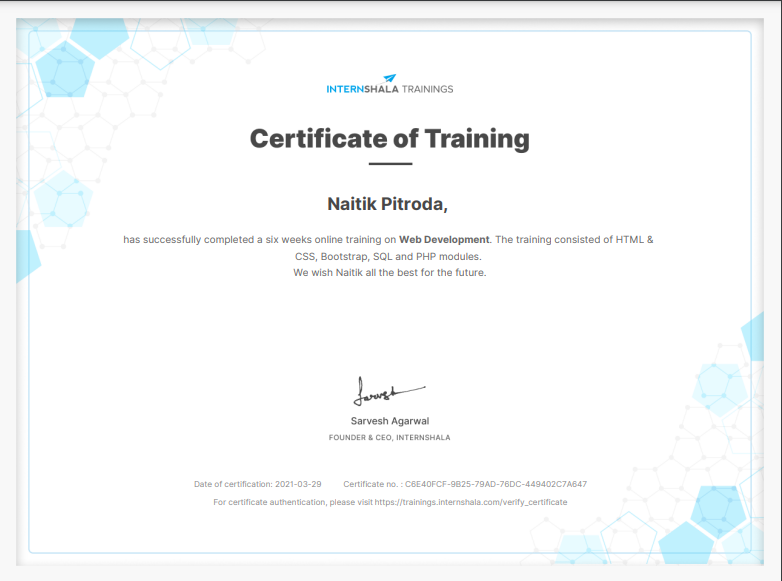 INTERNSHALA TRAININGS
Certificate of Training
Naitik Pitroda,
has successfully completed a six weeks online training on Web Development. The training consisted of HTML &
CSS, Bootstrap, SQL and PHP modules.
We wish Naitik all the best for the future.
Sarvesh
Sarvesh Agarwal
FOUNDER & CEO, INTERNSHALA
Date of certification: 2021-03-29 Certificate no. : C6E40FCF-9B25-79AD-76DC-449402C7A647
For certificate authentication, please visit https://trainings.internshala.com/verify_certificate